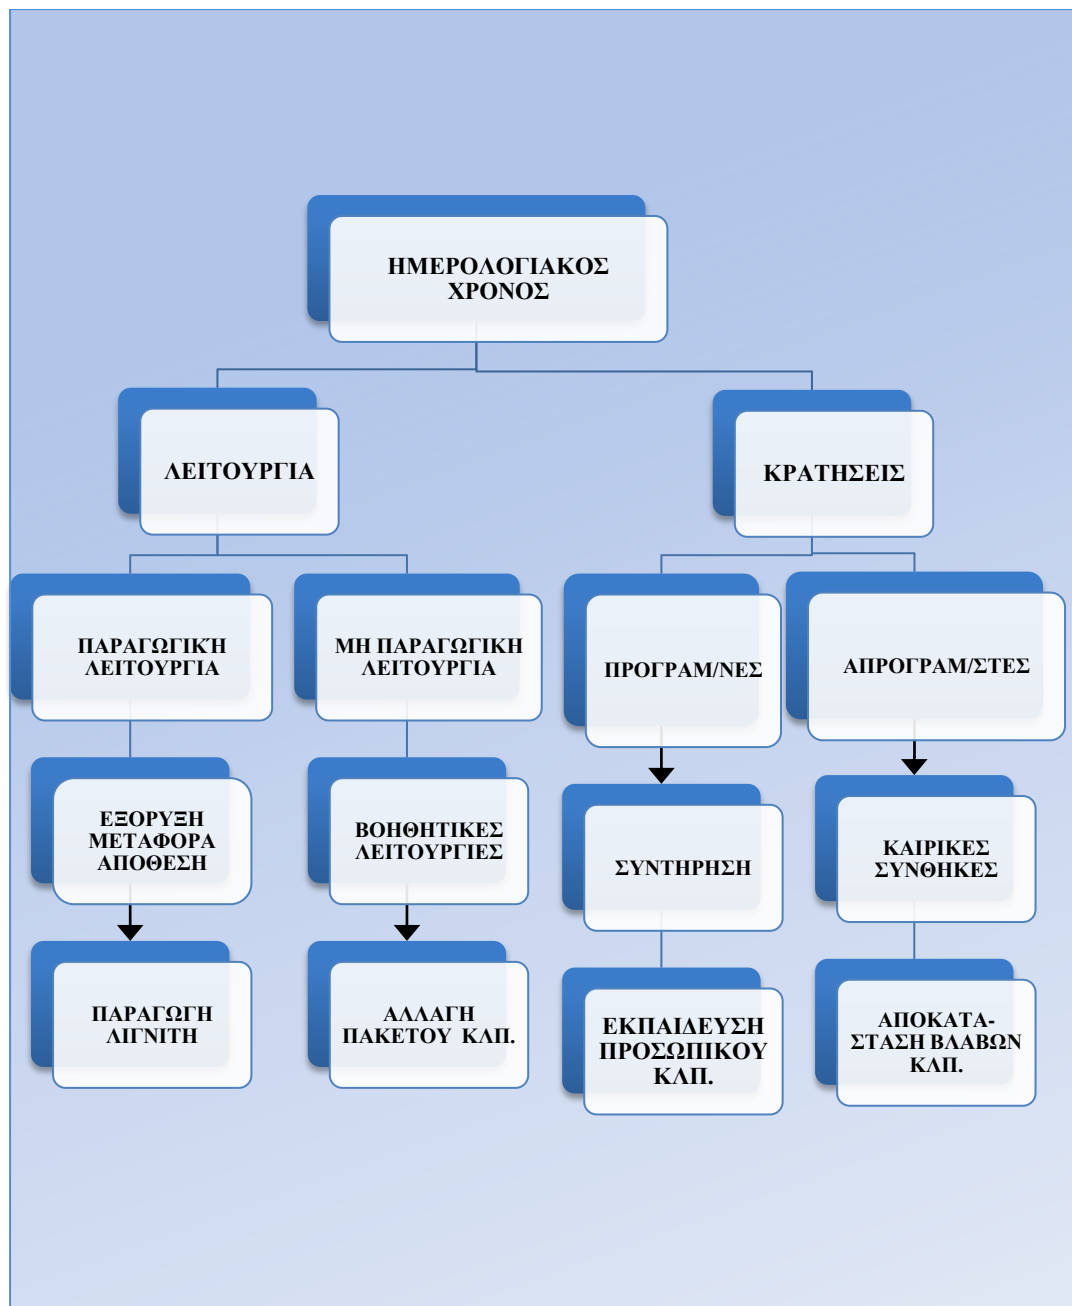 ΗΜΕΡΟΛΟΓΙΑΚΟΣ
ΧΡΟΝΟΣ
ΛΕΙΤΟΥΡΓΙΑ
ΚΡΑΤΗΣΕΙΣ
ΠΑΡΑΓΩΓΙΚΉ
ΛΕΙΤΟΥΡΓΙΑ
ΜΗ ΠΑΡΑΓΩΓΙΚΗ
ΛΕΙΤΟΥΡΓΙΑ
ΠΡΟΓΡΑΜ/ΝΕΣ
ΑΠΡΟΓΡΑΜ/ΣΤΕΣ
ΕΞΟΡΥΞΗ
ΜΕΤΑΦΟΡΑ
ΑΠΟΘΕΣΗ
ΒΟΗΘΗΤΙΚΕΣ
ΛΕΙΤΟΥΡΓΙΕΣ
ΣΥΝΤΗΡΗΣΗ
ΚΑΙΡΙΚΕΣ
ΣΥΝΘΗΚΕΣ
ΠΑΡΑΓΩΓΗ
ΛΙΓΝΙΤΗ
ΑΛΛΑΓΗ
ΠΑΚΕΤΟΥ ΚΛΠ.
ΕΚΠΑΙΔΕΥΣΗ
ΠΡΟΣΩΠΙΚΟΥ
ΚΛΠ.
ΑΠΟΚΑΤΑ-
ΣΤΑΣΗ ΒΛΑΒΩΝ
ΚΛΠ.